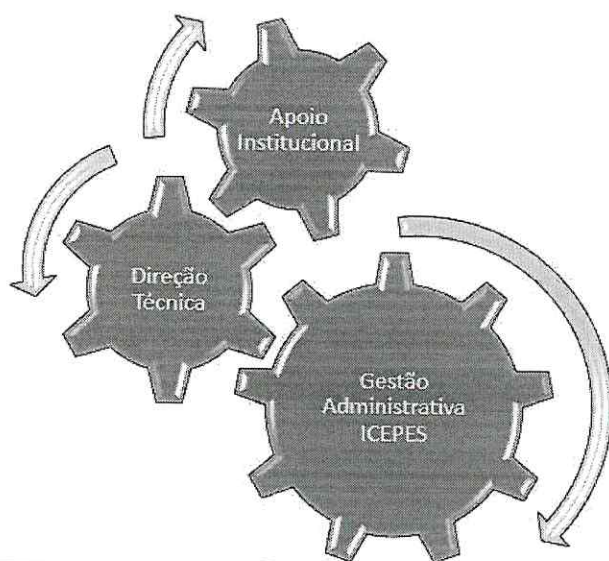 Apoio
Institucional
Direção
Técnica
Gestão
Administrativa
ICEPES